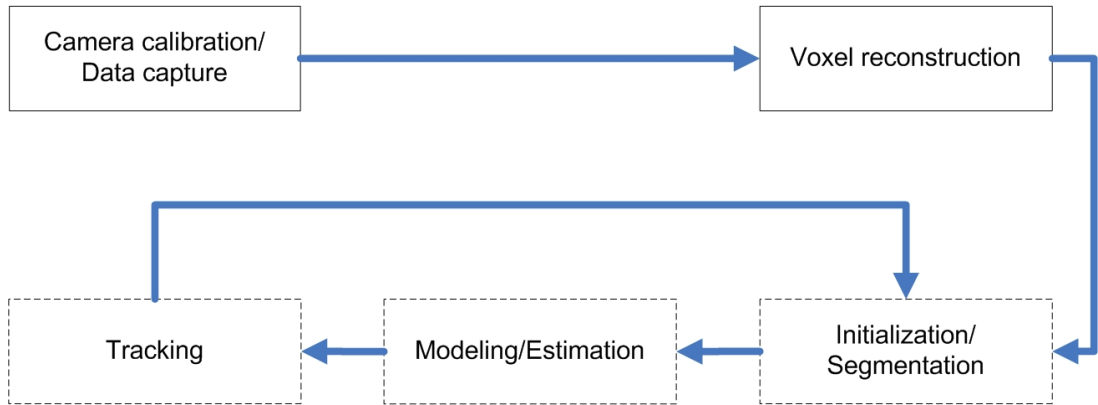 Camera calibration/
Data capture
Voxel reconstruction
Tracking
Modeling/Estimation
Initialization/
Segmentation